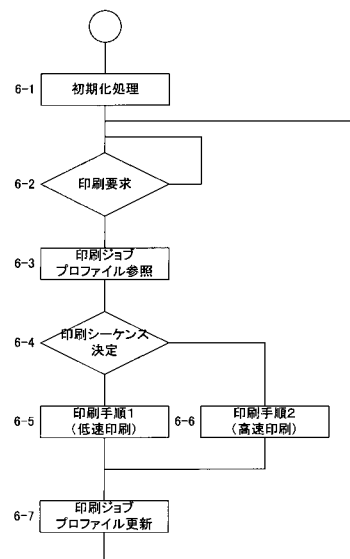 6-1
初期化処理
6-2
印刷要求
6-3
印刷ジョブ
プロファイル参照
6-4
印刷シーケンス
決定
6-5
印刷手順1
(低速印刷)
6-6
印刷手順2
(高速印刷)
6-7
印刷ジョブ
プロファイル更新